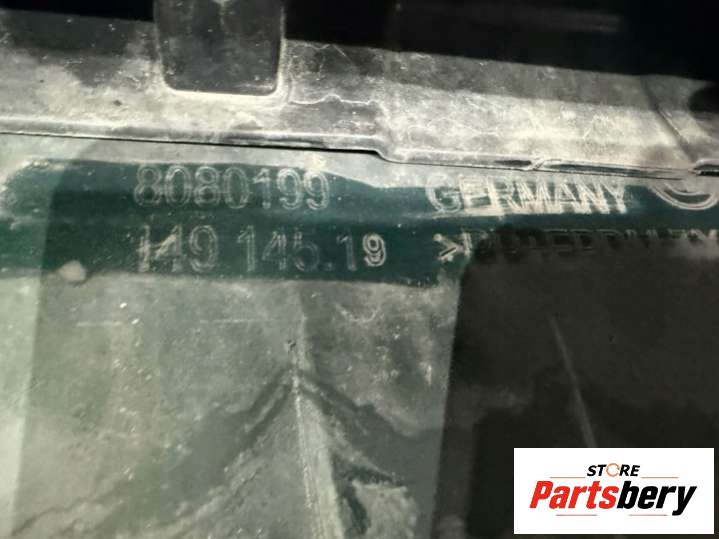 8080199 GERMANY
149 145.19
STORE
Partsbery